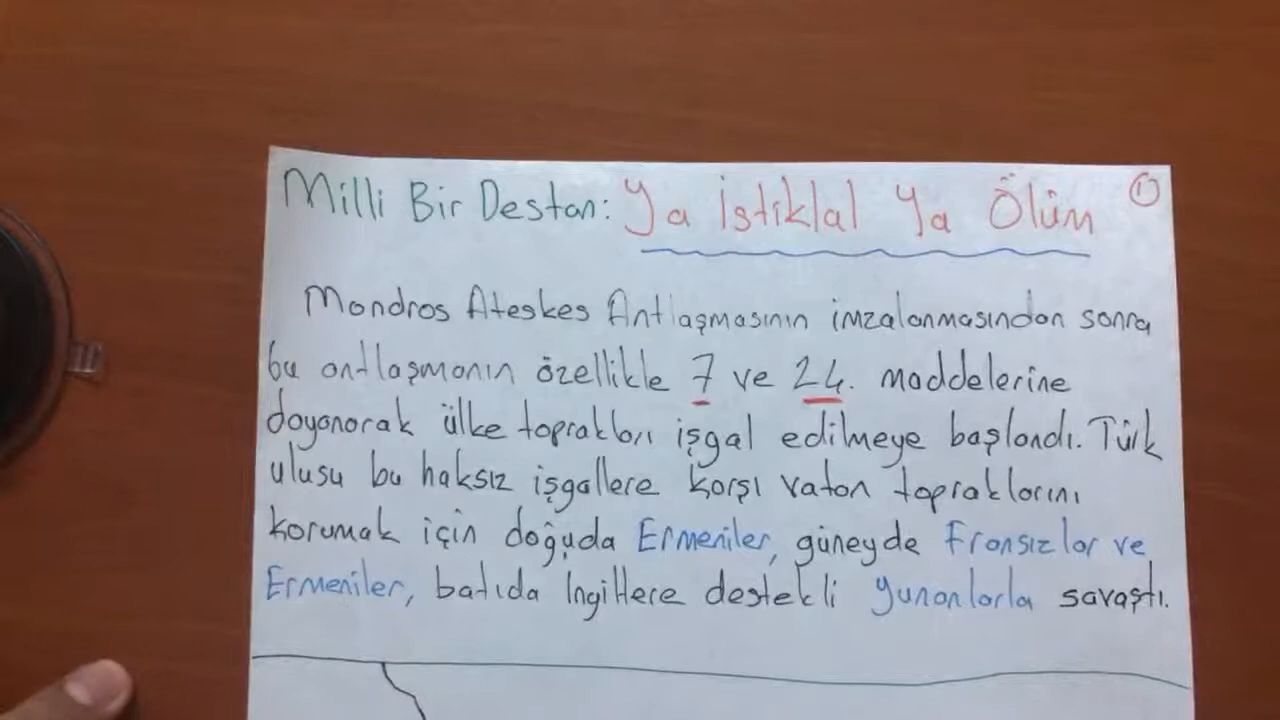 Milli Bir Destan: Ya İstiklal Ya Ölüm 1
Mondros Ateskes Antlaşmasının imzalanmasından sonra
bu antlaşmanın özellikle 7 ve 24. maddelerine
dayanarak ülke toprakları işgal edilmeye başlandı. Türk
ulusu bu haksız işgallere karşı vatan topraklarını
korumak için doğuda Ermeniler, güneyde Fransızlar ve
Ermeniler, batıda İngiltere destekli Yunanlarla savaştı.